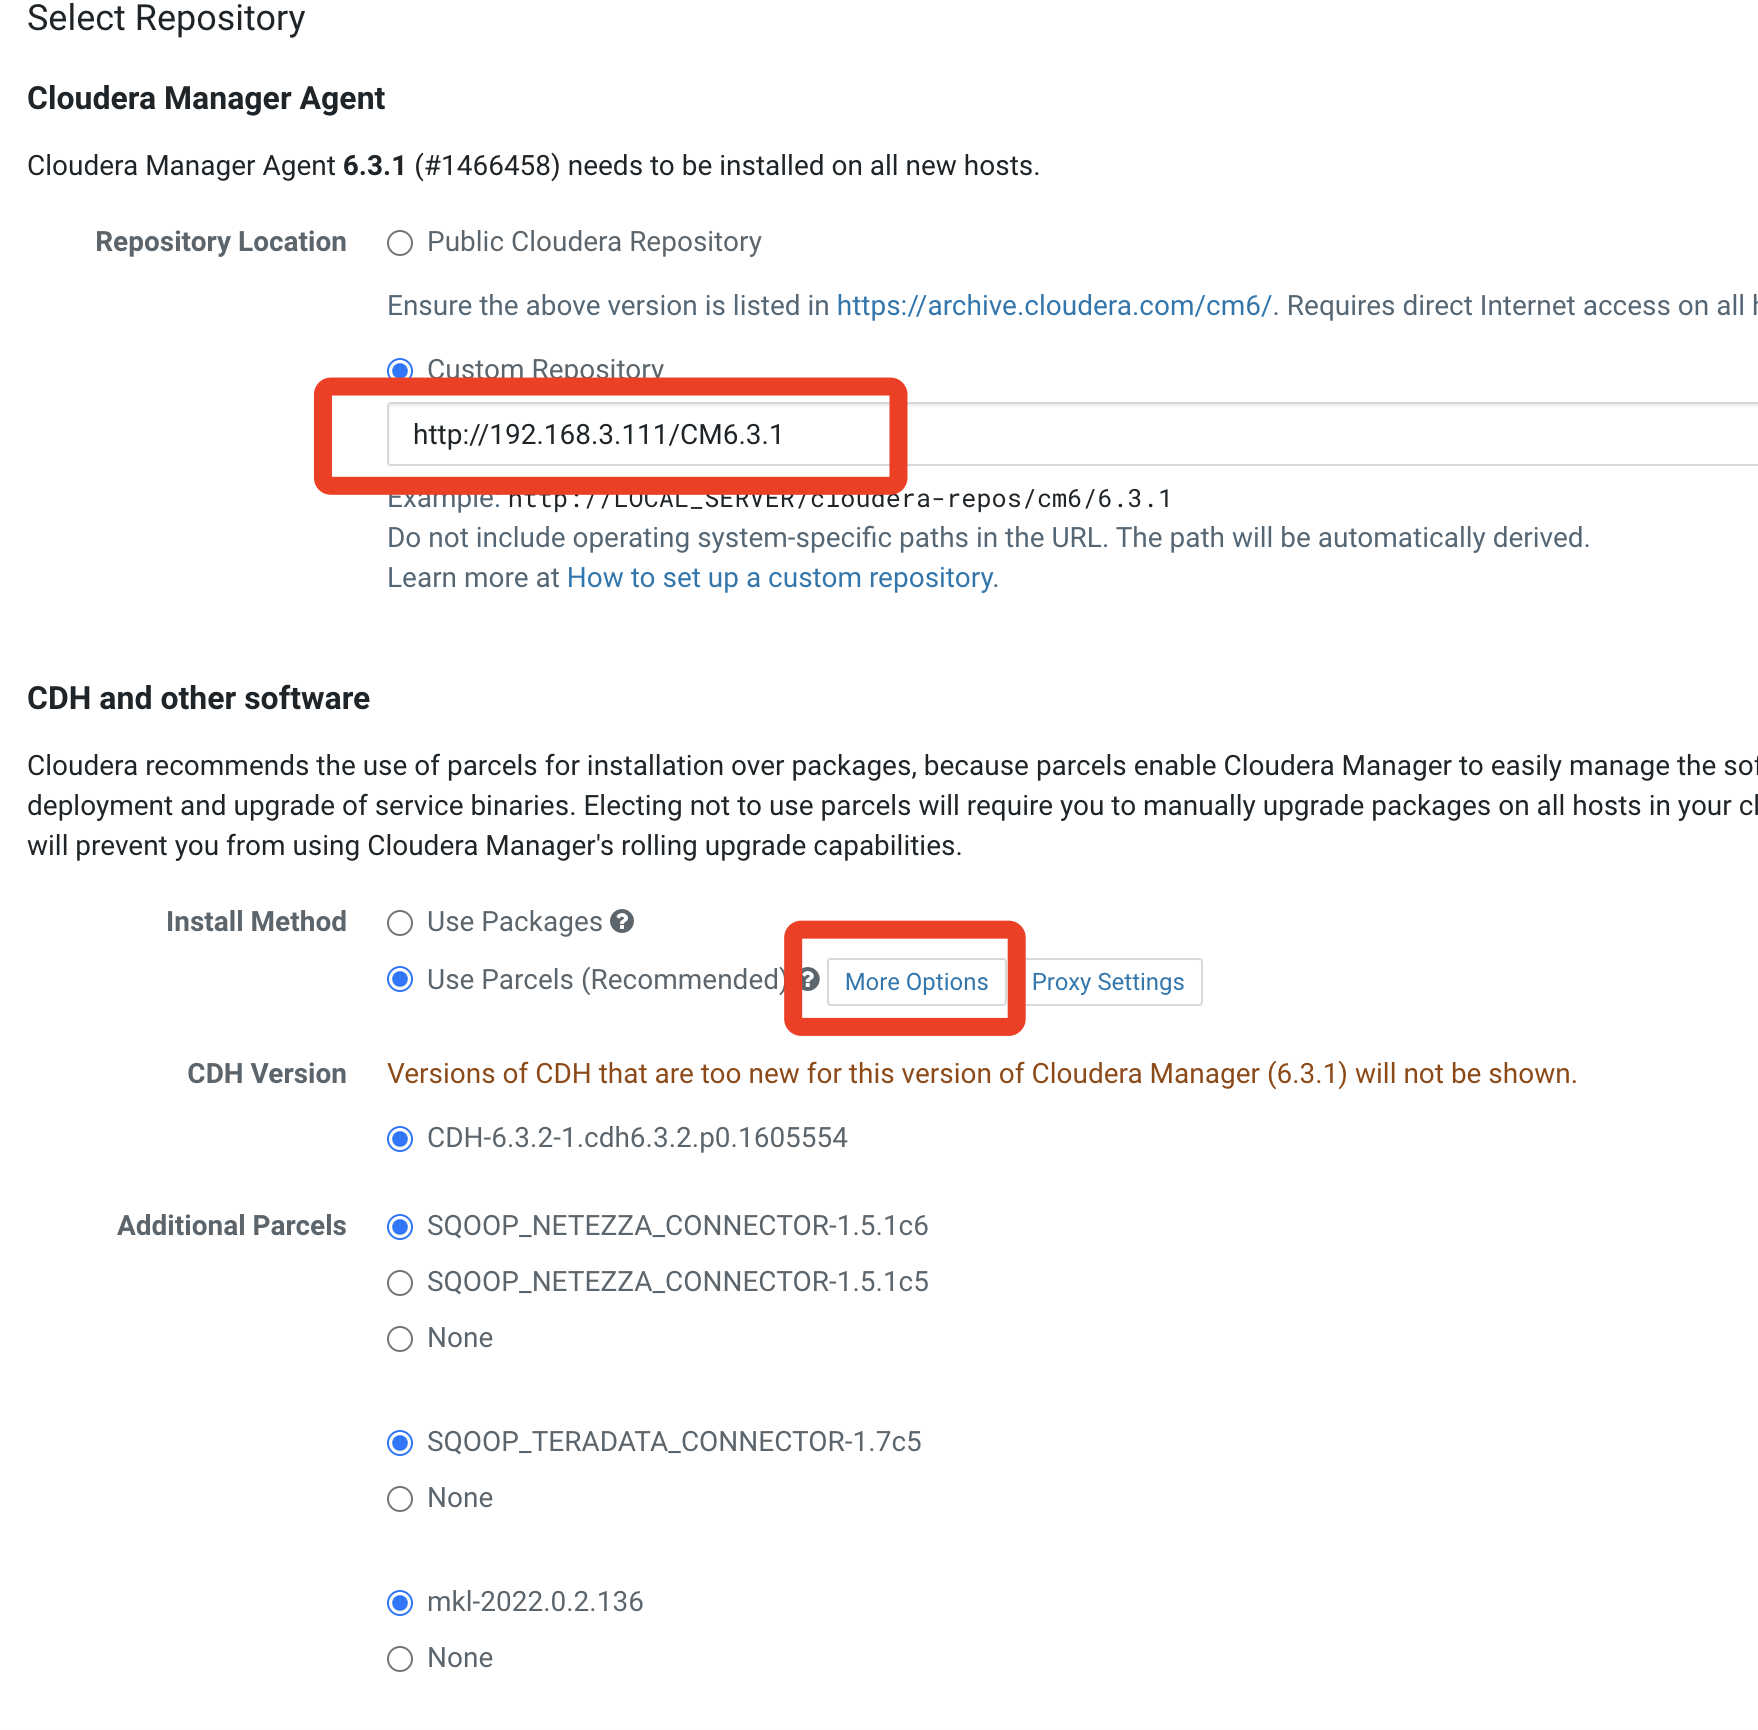 Select Repository
Cloudera Manager Agent
Cloudera Manager Agent 6.3.1 (#1466458) needs to be installed on all new hosts.
Repository Location
Public Cloudera Repository
Ensure the above version is listed in https://archive.cloudera.com/cm6/. Requires direct Internet access on all
Custom Repository
http://192.168.3.111/CM6.3.1
Example: http://LOCAL_SERVER/cloudera-repos/cm6/6.3.1
Do not include operating system-specific paths in the URL. The path will be automatically derived.
Learn more at How to set up a custom repository.
CDH and other software
Cloudera recommends the use of parcels for installation over packages, because parcels enable Cloudera Manager to easily manage the
deployment and upgrade of service binaries. Electing not to use parcels will require you to manually upgrade packages on all hosts in your
will prevent you from using Cloudera Manager's rolling upgrade capabilities.
Install Method
Use Packages ?
Use Parcels (Recommended) ? More Options Proxy Settings
CDH Version
Versions of CDH that are too new for this version of Cloudera Manager (6.3.1) will not be shown.
CDH-6.3.2-1.cdh6.3.2.p0.1605554
Additional Parcels
SQOOP_NETEZZA_CONNECTOR-1.5.1c6
SQOOP_NETEZZA_CONNECTOR-1.5.1c5
None
SQOOP_TERADATA_CONNECTOR-1.7c5
None
mkl-2022.0.2.136
None